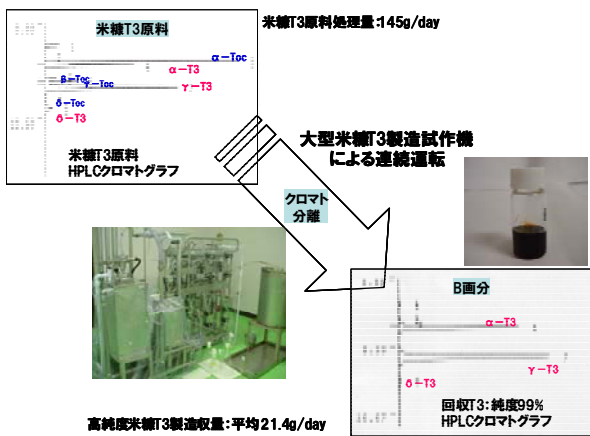 米糠T3原料
米糠T3原料処理量:145g/day
α-Toc
α-T3
β-Toc
γ-Toc
γ-T3
δ-Toc
δ-T3
米糠T3原料
HPLCクロマトグラフ
大型米糠T3製造試作機
による連続運転
クロマト
分離
B画分
α-T3
γ-T3
δ-T3
回収T3:純度99%
HPLCクロマトグラフ
高純度米糠T3製造収量:平均21.4g/day